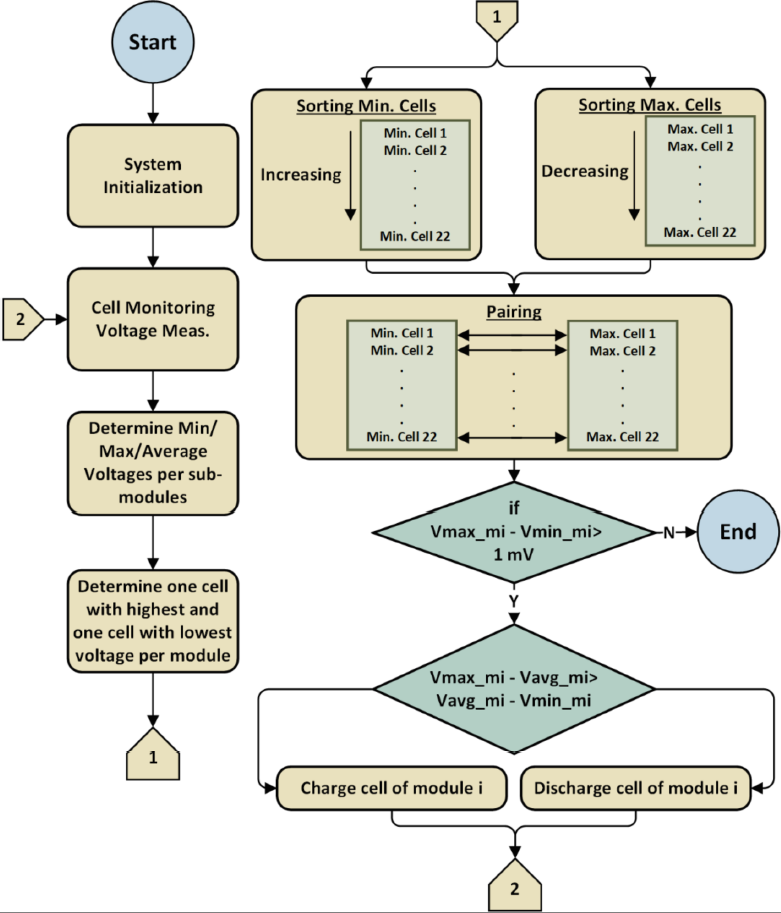 Start
System
Initialization
2
Cell Monitoring
Voltage Meas.
Determine Min/
Max/Average
Voltages per sub-
modules
Determine one cell
with highest and
one cell with lowest
voltage per module
1
1
Sorting Min. Cells
Increasing
Min. Cell 1
Min. Cell 2
.
.
.
.
Min. Cell 22
Sorting Max. Cells
Decreasing
Max. Cell 1
Max. Cell 2
.
.
.
.
Max. Cell 22
Pairing
Min. Cell 1
Min. Cell 2
.
.
.
.
Min. Cell 22
.
.
.
.
Max. Cell 1
Max. Cell 2
.
.
.
.
Max. Cell 22
if
Vmax_mi - Vmin_mi>
1 mV
N
End
Y
Vmax_mi - Vavg_mi>
Vavg_mi - Vmin_mi
Charge cell of module i
Discharge cell of module i
2